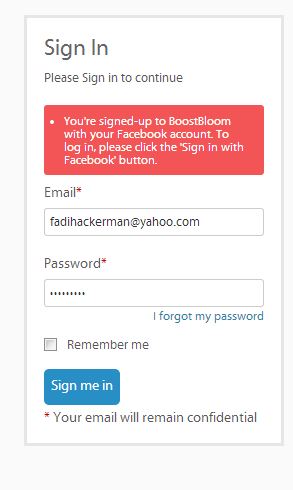 Sign In
Please Sign in to continue
You're signed-up to BoostBloom
with your Facebook account. To
log in, please click the 'Sign in with
Facebook' button.
Email*
fadihackerman@yahoo.com
Password*
•••••••••
I forgot my password
Remember me
Sign me in
* Your email will remain confidential